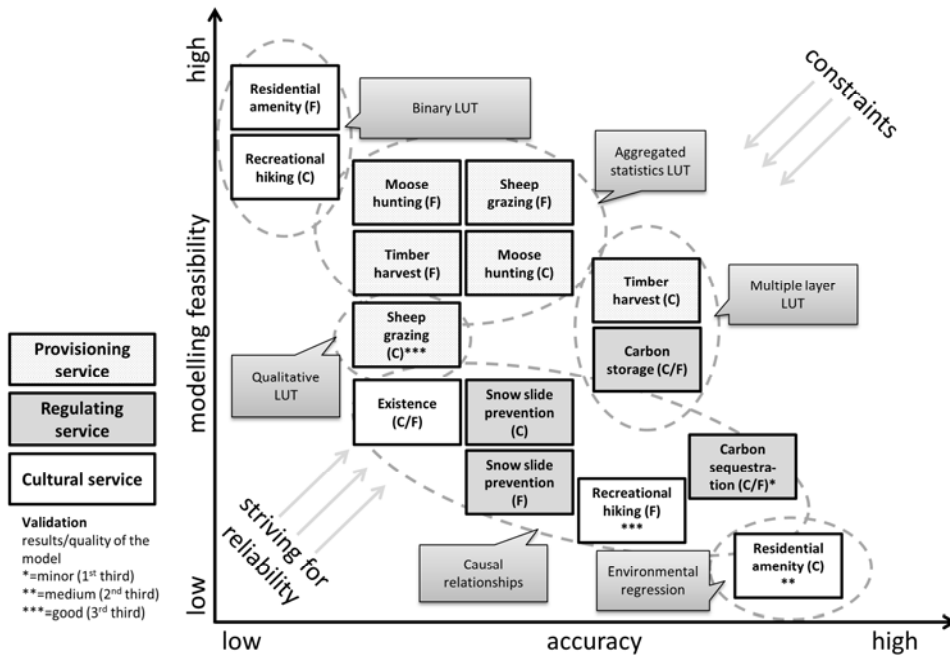 high
modelling feasibility
low
low
accuracy
high
constraints
striving for
reliability
Residential
amenity (F)
Recreational
hiking (C)
Binary LUT
Aggregated
statistics LUT
Moose
hunting (F)
Sheep
grazing (F)
Timber
harvest (F)
Moose
hunting (C)
Timber
harvest (C)
Multiple layer
LUT
Sheep
grazing
(C)***
Carbon
storage (C/F)
Qualitative
LUT
Existence
(C/F)
Snow slide
prevention
(C)
Snow slide
prevention
(F)
Carbon
sequestra-
tion (C/F)*
Recreational
hiking (F)
***
Causal
relationships
Environmental
regression
Residential
amenity (C)
**
Provisioning
service
Regulating
service
Cultural service
Validation
results/quality of the
model
*=minor (1st third)
**=medium (2nd third)
***=good (3rd third)